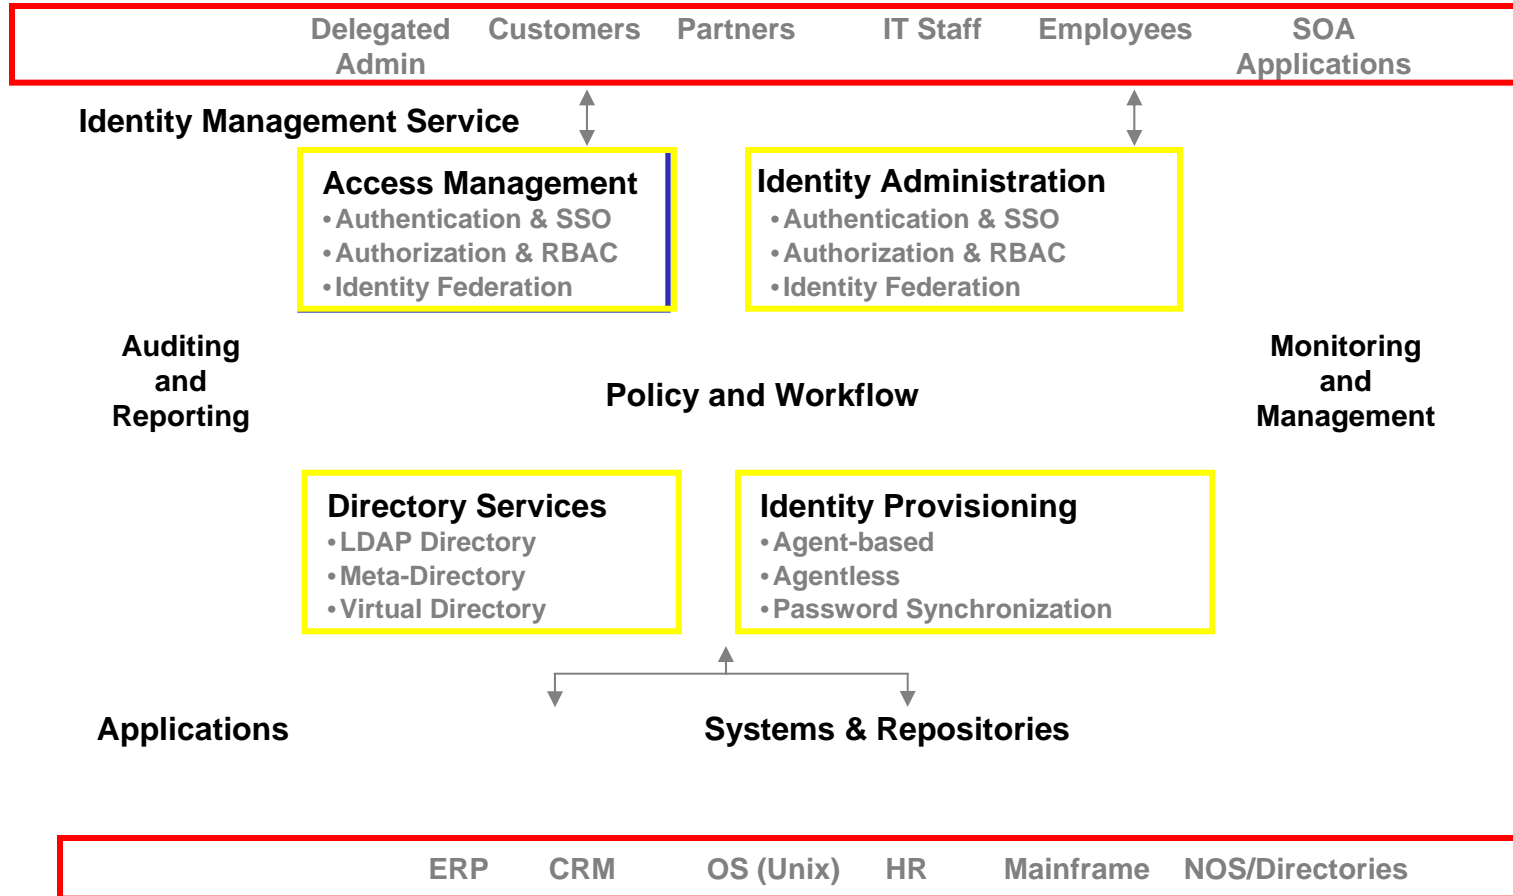 Delegated Admin Customers Partners IT Staff Employees SOA Applications
Identity Management Service
Access Management
•Authentication & SSO
•Authorization & RBAC
•Identity Federation
Identity Administration
•Authentication & SSO
•Authorization & RBAC
•Identity Federation
Auditing
and
Reporting
Policy and Workflow
Monitoring
and
Management
Directory Services
•LDAP Directory
•Meta-Directory
•Virtual Directory
Identity Provisioning
•Agent-based
•Agentless
•Password Synchronization
Applications
Systems & Repositories
ERP CRM OS (Unix) HR Mainframe NOS/Directories